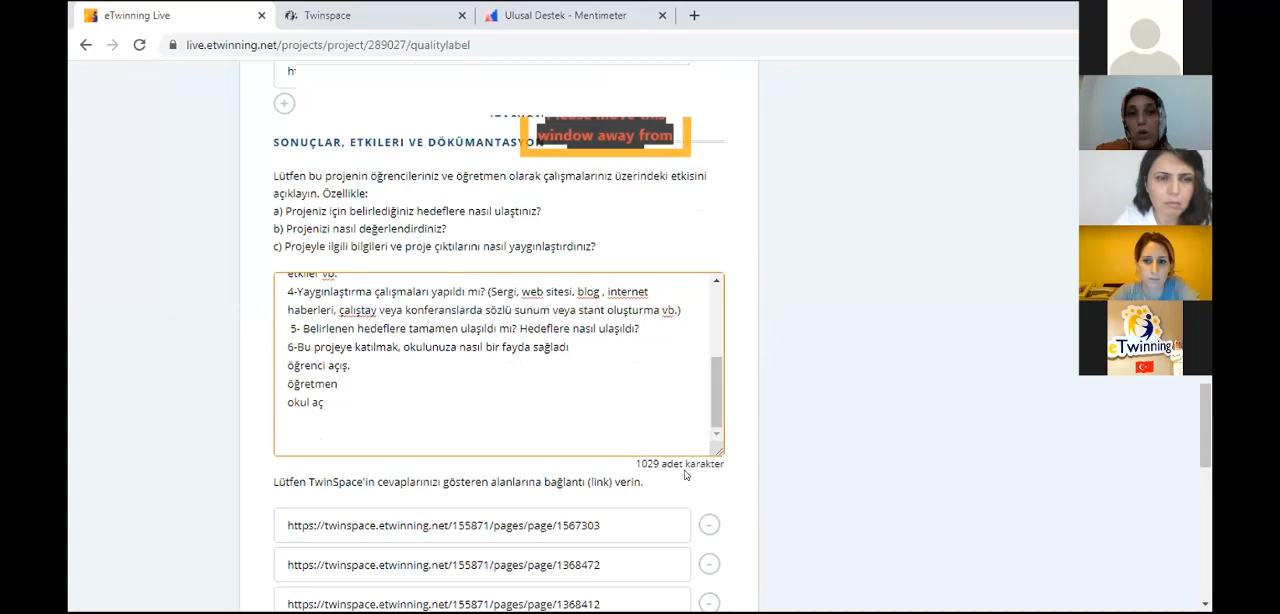 eTwinning Live
Twinspace
Ulusal Destek - Mentimeter
live.etwinning.net/projects/project/289027/qualitylabel
window away from
SONUÇLAR, ETKİLERİ VE DÖKÜMANTASYON
Lütfen bu projenin öğrencileriniz ve öğretmen olarak çalışmalarınız üzerindeki etkisini
açıklayın. Özellikle:
a) Projeniz için belirlediğiniz hedeflere nasıl ulaştınız?
b) Projenizi nasıl değerlendirdiniz?
c) Projeyle ilgili bilgileri ve proje çıktılarını nasıl yaygınlaştırdınız?
etkiler vb.
4-Yaygınlaştırma çalışmaları yapıldı mı? (Sergi, web sitesi, blog , internet
haberleri, çalıştay veya konferanslarda sözlü sunum veya stant oluşturma vb.)
5- Belirlenen hedeflere tamamen ulaşıldı mı? Hedeflere nasıl ulaşıldı?
6-Bu projeye katılmak, okulunuza nasıl bir fayda sağladı
öğrenci açış.
öğretmen
okul aç
1029 adet karakter
Lütfen TwinSpace'in cevaplarınızı gösteren alanlarına bağlantı (link) verin.
https://twinspace.etwinning.net/155871/pages/page/1567303
https://twinspace.etwinning.net/155871/pages/page/1368472
https://twinspace.etwinning.net/155871/pages/page/1368412
eTwinning